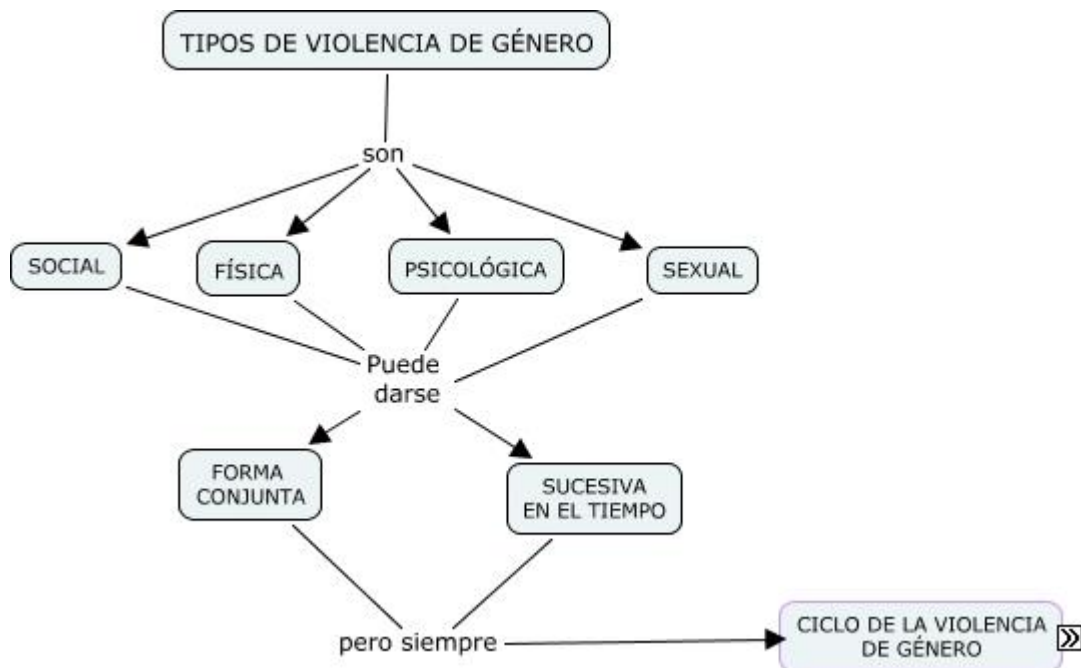 TIPOS DE VIOLENCIA DE GÉNERO
son
SOCIAL
FÍSICA
PSICOLÓGICA
SEXUAL
Puede
darse
FORMA
CONJUNTA
SUCESIVA
EN EL TIEMPO
pero siempre
CICLO DE LA VIOLENCIA
DE GÉNERO